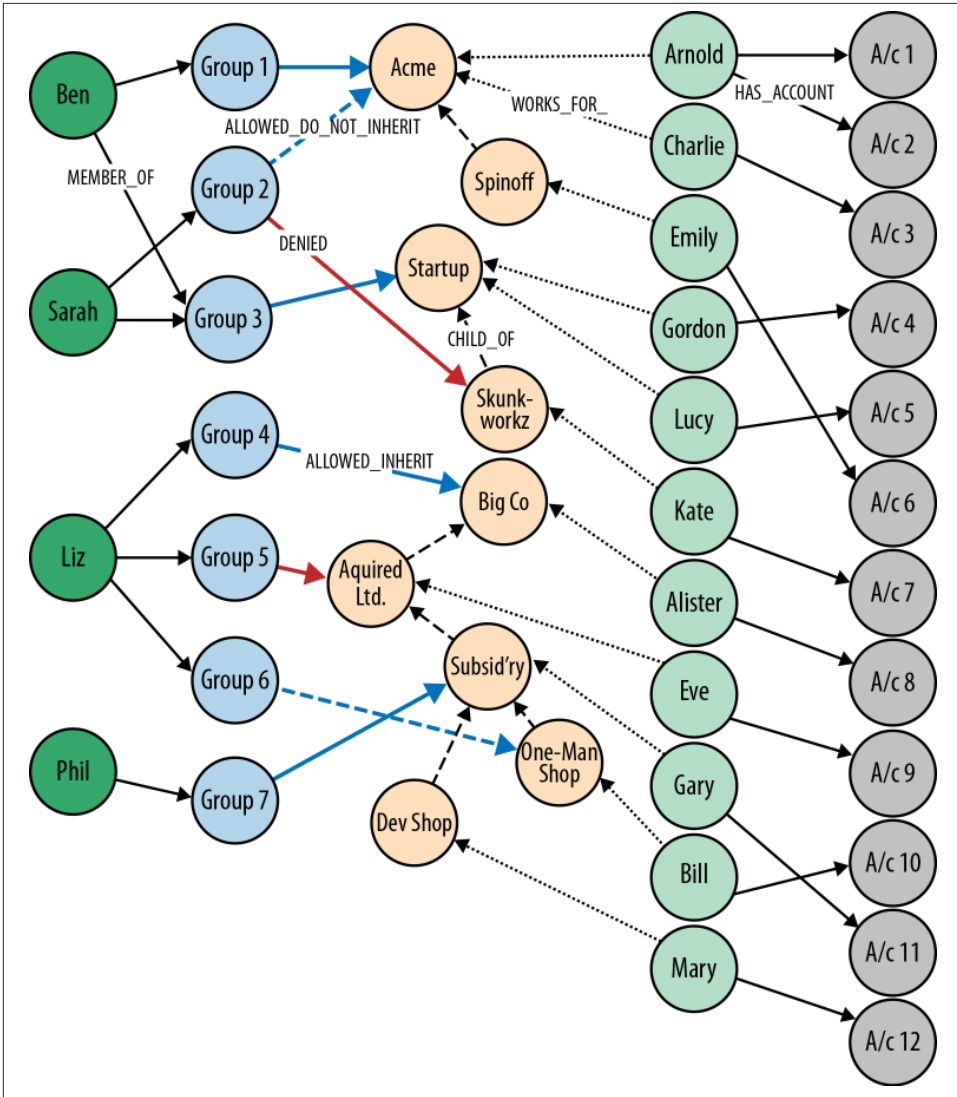 Ben
Group 1
Acme
Arnold
A/c 1
HAS_ACCOUNT
WORKS_FOR_
ALLOWED_DO_NOT_INHERIT
Charlie
A/c 2
MEMBER_OF
Group 2
Spinoff
Emily
A/c 3
DENIED
Startup
Sarah
Group 3
Gordon
A/c 4
CHILD_OF
Skunk-
workz
Lucy
A/c 5
Group 4
ALLOWED_INHERIT
Big Co
Kate
A/c 6
Liz
Group 5
Aquired
Ltd.
Alister
A/c 7
Group 6
Subsid'ry
Eve
A/c 8
Phil
Group 7
One-Man
Shop
Gary
A/c 9
Dev Shop
Bill
A/c 10
Mary
A/c 11
A/c 12